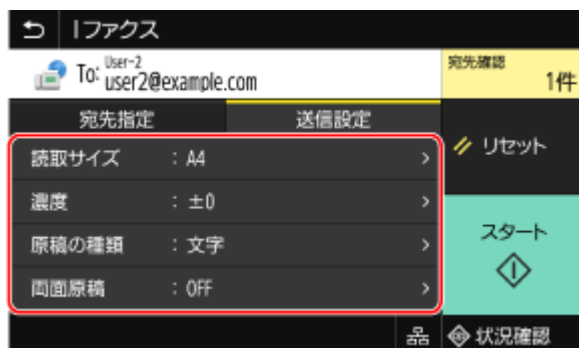 Iファクス
To: User-2
user2@example.com
宛先確認
1件
宛先指定
送信設定
読取サイズ : A4
濃度 : ±0
原稿の種類 : 文字
両面原稿 : OFF
リセット
スタート
状況確認